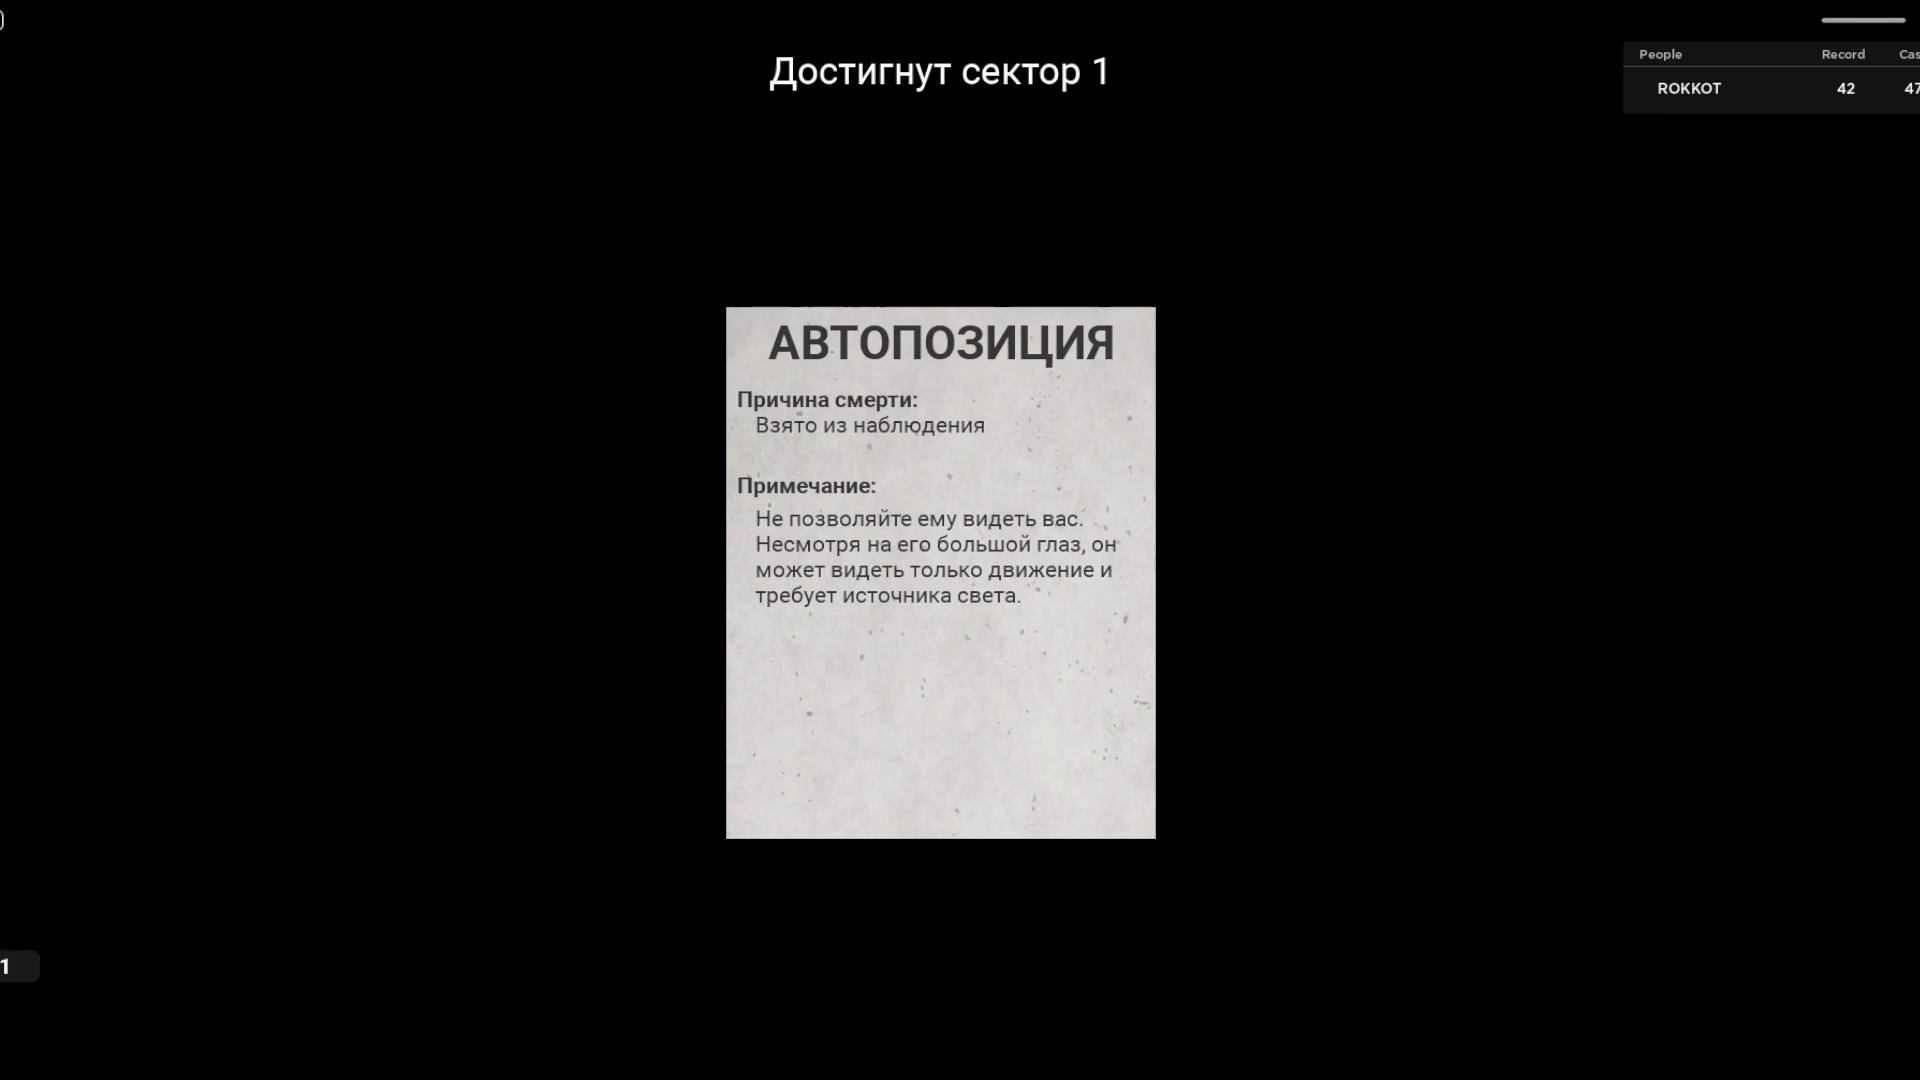 Достигнут сектор 1
People Record
ROKKOT 42
АВТОПОЗИЦИЯ
Причина смерти:
Взято из наблюдения
Примечание:
Не позволяйте ему видеть вас.
Несмотря на его большой глаз, он
может видеть только движение и
требует источника света.
1